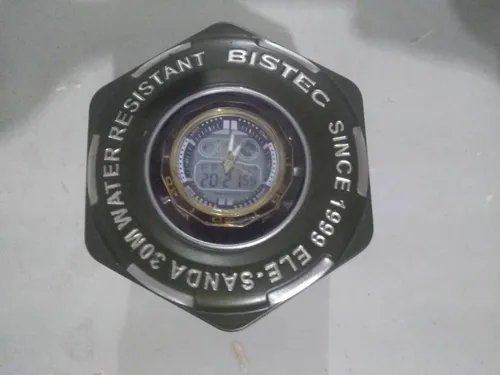 BISTEC
SINCE 1999 ELE·SANDA 30M WATER RESISTANT